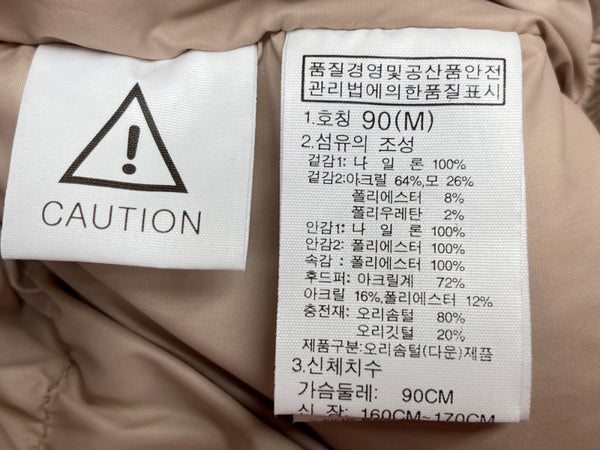 CAUTION
품질경영및공산품안전
관리법에의한품질표시
1.호칭 90(M)
2.섬유의 조성
겉감1: 나 일 론 100%
겉감2:아크릴 64%,모 26%
폴리에스터 8%
폴리우레탄 2%
안감1: 나 일 론 100%
안감2: 폴리에스터 100%
속감 : 폴리에스터 100%
후드퍼: 아크릴계 72%
아크릴 16%,폴리에스터 12%
충전재: 오리솜털 80%
오리깃털 20%
제품구분:오리솜털(다운)제품
3.신체치수
가슴둘레: 90CM
신 장: 160CM~170CM